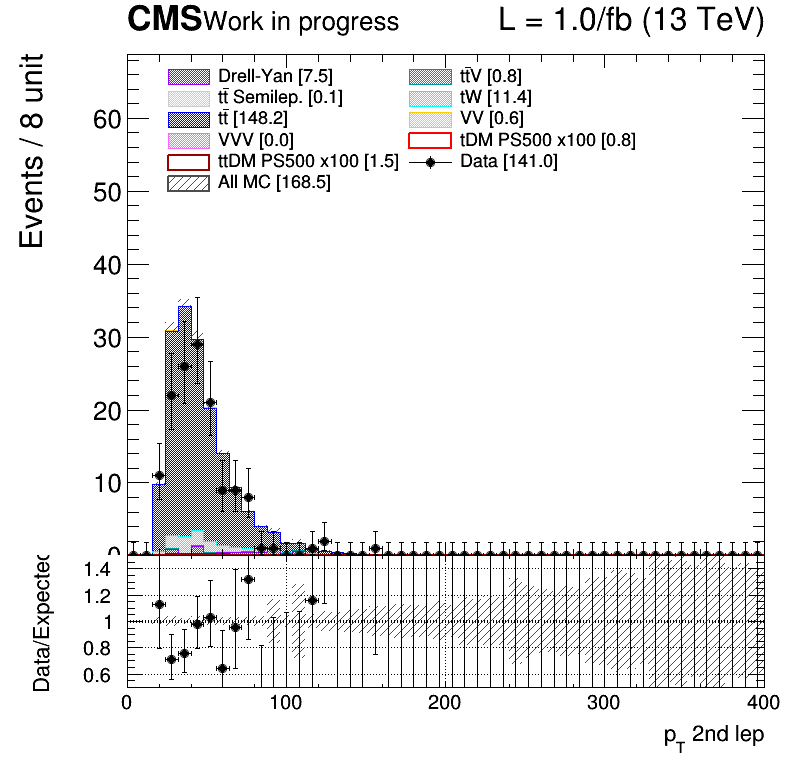 CMS Work in progress L = 1.0/fb (13 TeV)
Events / 8 unit
Drell-Yan [7.5] tt̄V [0.8]
tt̄ Semilep. [0.1] tW [11.4]
tt̄ [148.2] VV [0.6]
VVV [0.0] tDM PS500 x100 [0.8]
ttDM PS500 x100 [1.5] Data [141.0]
All MC [168.5]
60
50
40
30
20
10
0
Data/Expected
1.4
1.2
1
0.8
0.6
0 100 200 300 400
p_T 2nd lep